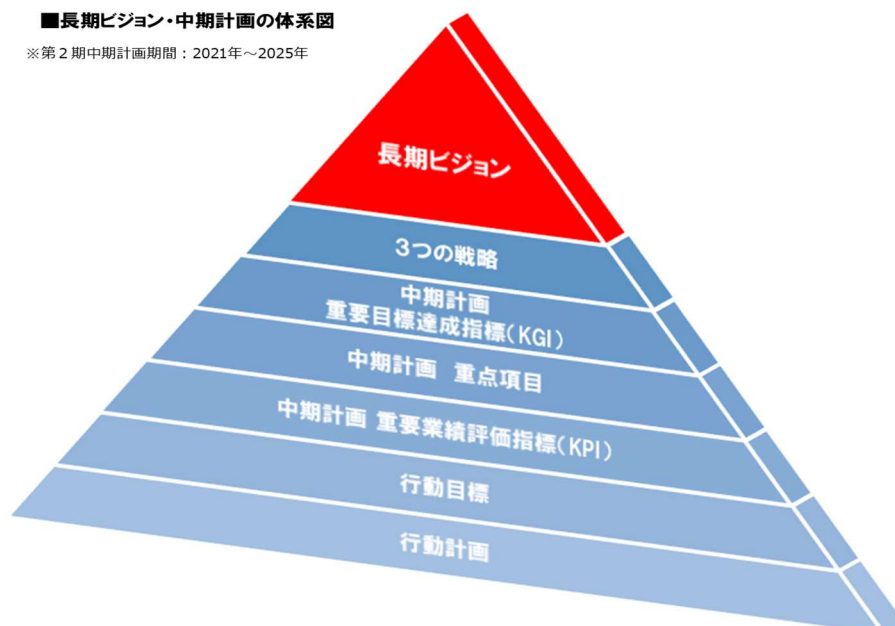 ■長期ビジョン・中期計画の体系図
※第２期中期計画期間：2021年～2025年
長期ビジョン
３つの戦略
中期計画
重要目標達成指標(KGI)
中期計画　重点項目
中期計画 重要業績評価指標(KPI)
行動目標
行動計画